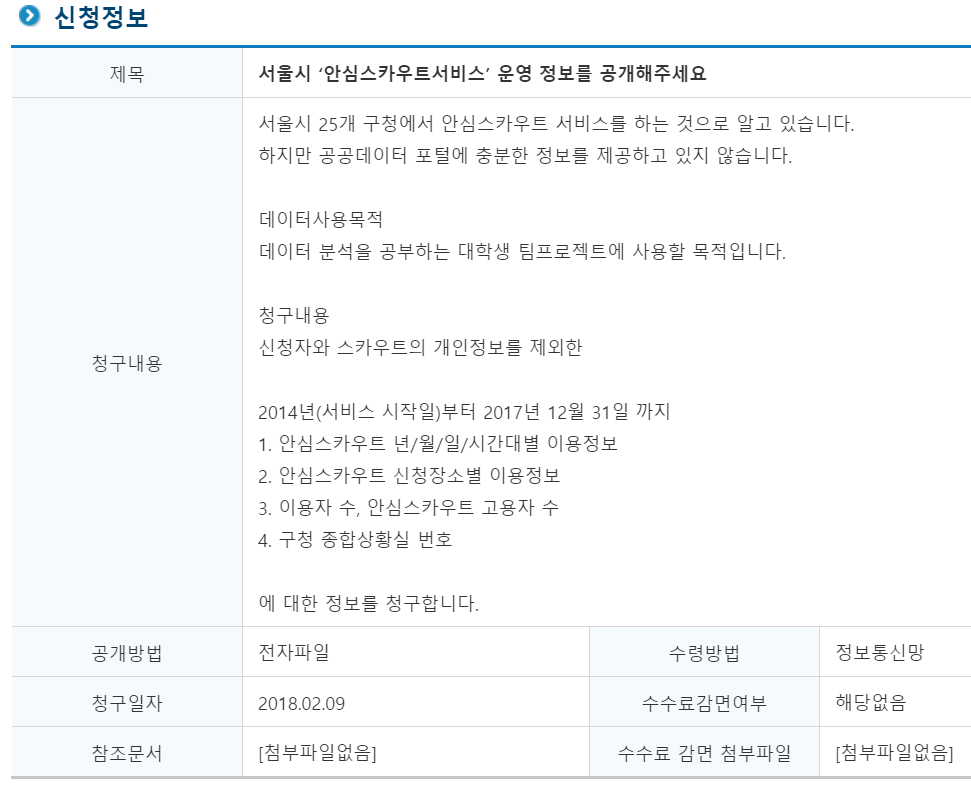 신청정보
제목 서울시 ‘안심스카우트서비스’ 운영 정보를 공개해주세요
서울시 25개 구청에서 안심스카우트 서비스를 하는 것으로 알고 있습니다.
하지만 공공데이터 포털에 충분한 정보를 제공하고 있지 않습니다.
데이터사용목적
데이터 분석을 공부하는 대학생 팀프로젝트에 사용할 목적입니다.
청구내용
신청자와 스카우트의 개인정보를 제외한
청구내용
2014년(서비스 시작일)부터 2017년 12월 31일 까지
1. 안심스카우트 년/월/일/시간대별 이용정보
2. 안심스카우트 신청장소별 이용정보
3. 이용자 수, 안심스카우트 고용자 수
4. 구청 종합상황실 번호
에 대한 정보를 청구합니다.
공개방법 전자파일 수령방법 정보통신망
청구일자 2018.02.09 수수료감면여부 해당없음
참조문서 [첨부파일없음] 수수료 감면 첨부파일 [첨부파일없음]